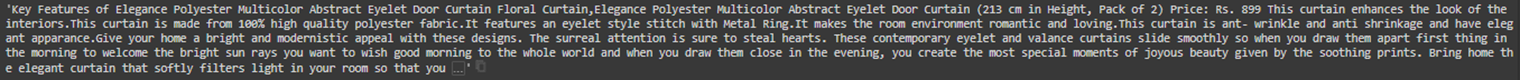 'Key Features of Elegance Polyester Multicolor Abstract Eyelet Door Curtain Floral Curtain,Elegance Polyester Multicolor Abstract Eyelet Door Curtain (213 cm in Height, Pack of 2) Price: Rs. 899 This curtain enhances the look of the
interiors.This curtain is made from 100% high quality polyester fabric.It features an eyelet style stitch with Metal Ring.It makes the room environment romantic and loving.This curtain is ant- wrinkle and anti shrinkage and have eleg
ant apparance.Give your home a bright and modernistic appeal with these designs. The surreal attention is sure to steal hearts. These contemporary eyelet and valance curtains slide smoothly so when you draw them apart first thing in
the morning to welcome the bright sun rays you want to wish good morning to the whole world and when you draw them close in the evening, you create the most special moments of joyous beauty given by the soothing prints. Bring home th
e elegant curtain that softly filters light in your room so that you ...'